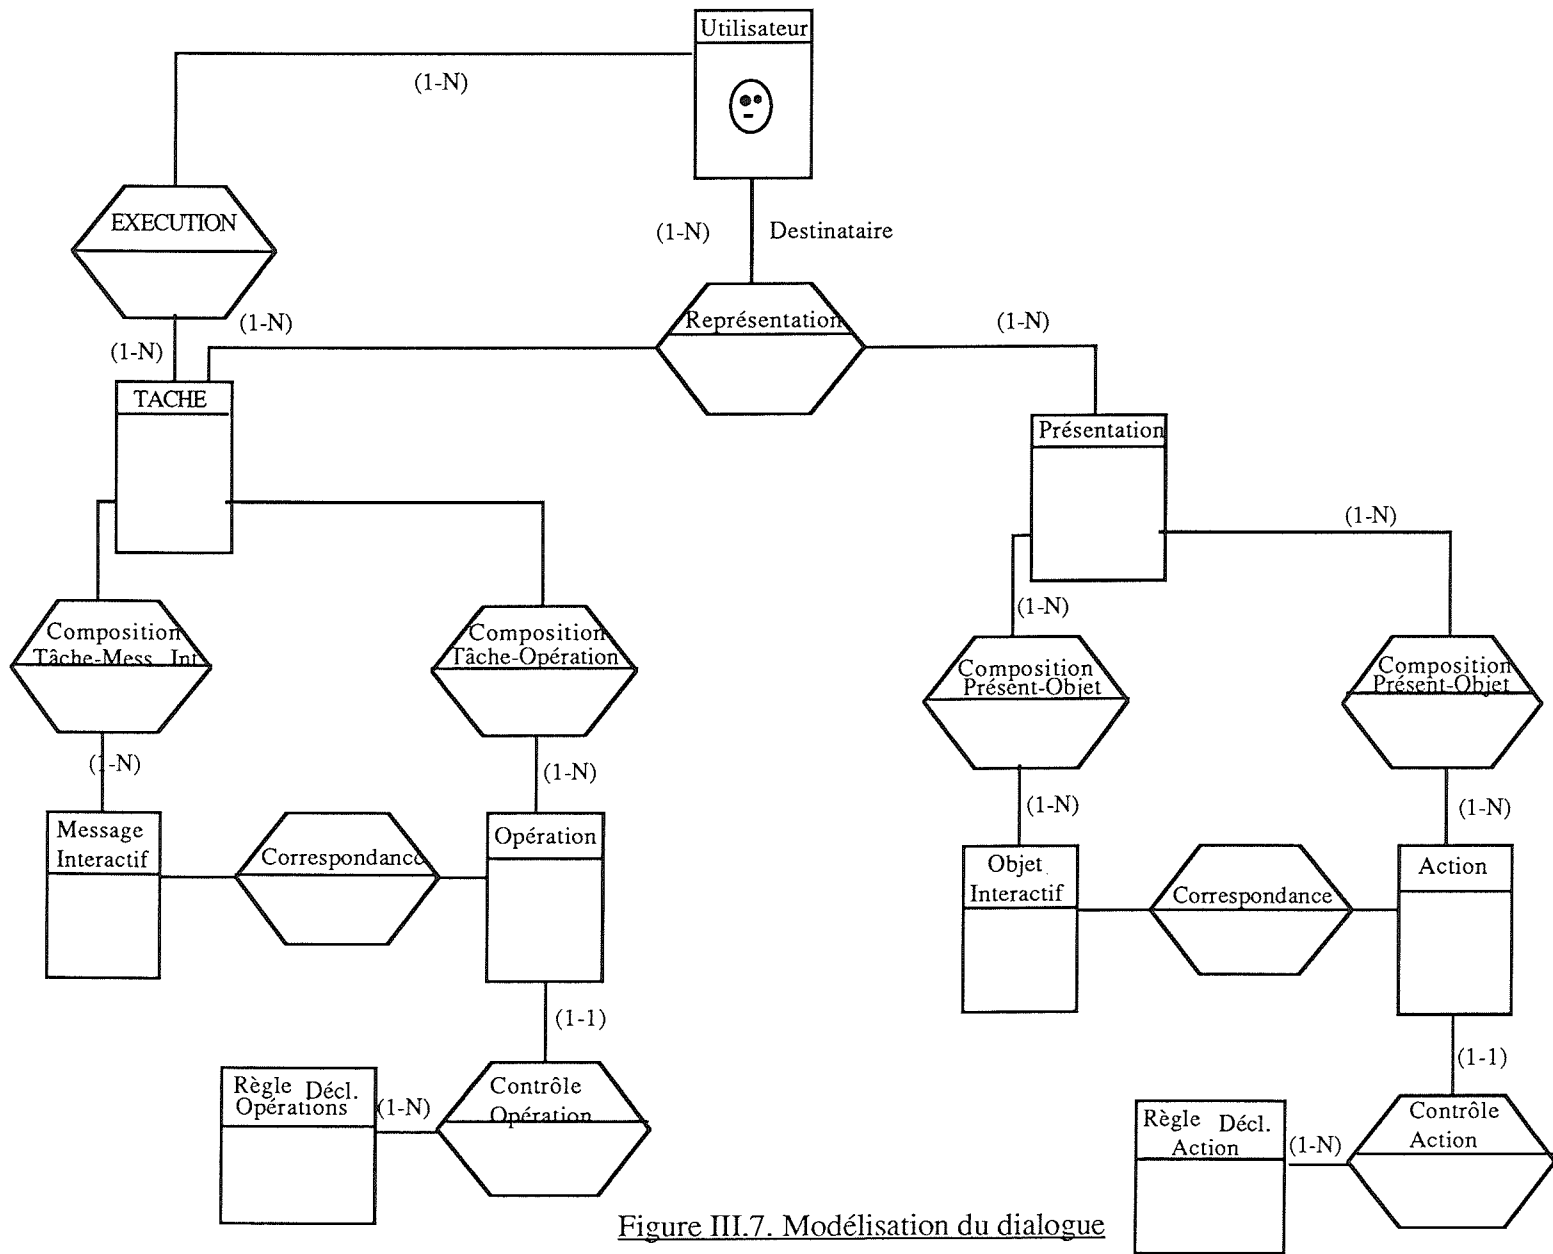 Utilisateur
(1-N)
EXECUTION
(1-N)
Destinataire
(1-N)
Représentation
(1-N)
(1-N)
TACHE
Présentation
(1-N)
(1-N)
Composition
Tâche-Mess. Int
Composition
Tâche-Opération
Composition
Présent-Objet
Composition
Présent-Objet
(1-N)
(1-N)
(1-N)
(1-N)
Message
Interactif
Correspondance
Opération
Objet
Interactif
Correspondance
Action
(1-1)
(1-1)
Règle Décl.
Opérations
(1-N)
Contrôle
Opération
Règle Décl.
Action
(1-N)
Contrôle
Action
Figure III.7. Modélisation du dialogue